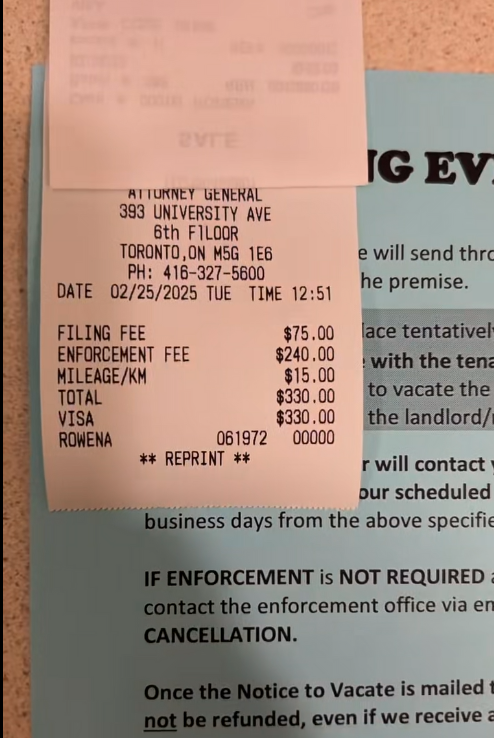 SALE
ATTORNEY GENERAL
393 UNIVERSITY AVE
6th FlLOOR
TORONTO,ON M5G 1E6
PH: 416-327-5600
DATE 02/25/2025 TUE TIME 12:51
FILING FEE $75.00
ENFORCEMENT FEE $240.00
MILEAGE/KM $15.00
TOTAL $330.00
VISA $330.00
ROWENA 061972 00000
** REPRINT **
NG EV
e will send thro
he premise.
lace tentatively
with the tena
to vacate the
the landlord/
r will contact
our scheduled
business days from the above specifie
IF ENFORCEMENT is NOT REQUIRED a
contact the enforcement office via em
CANCELLATION.
Once the Notice to Vacate is mailed t
not be refunded, even if we receive a